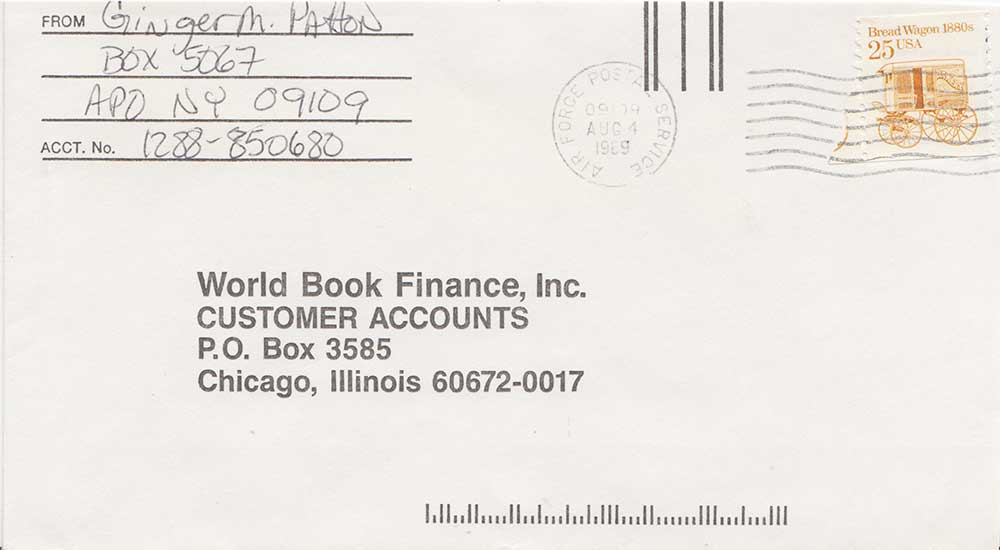 FROM Ginger M. Patton
BOX 5067
APO NY 09109
ACCT. No. 1288-850680
AIR FORCE POSTAL SERVICE
09109
AUG 4
1989
Bread Wagon 1880s
25 USA
World Book Finance, Inc.
CUSTOMER ACCOUNTS
P.O. Box 3585
Chicago, Illinois 60672-0017